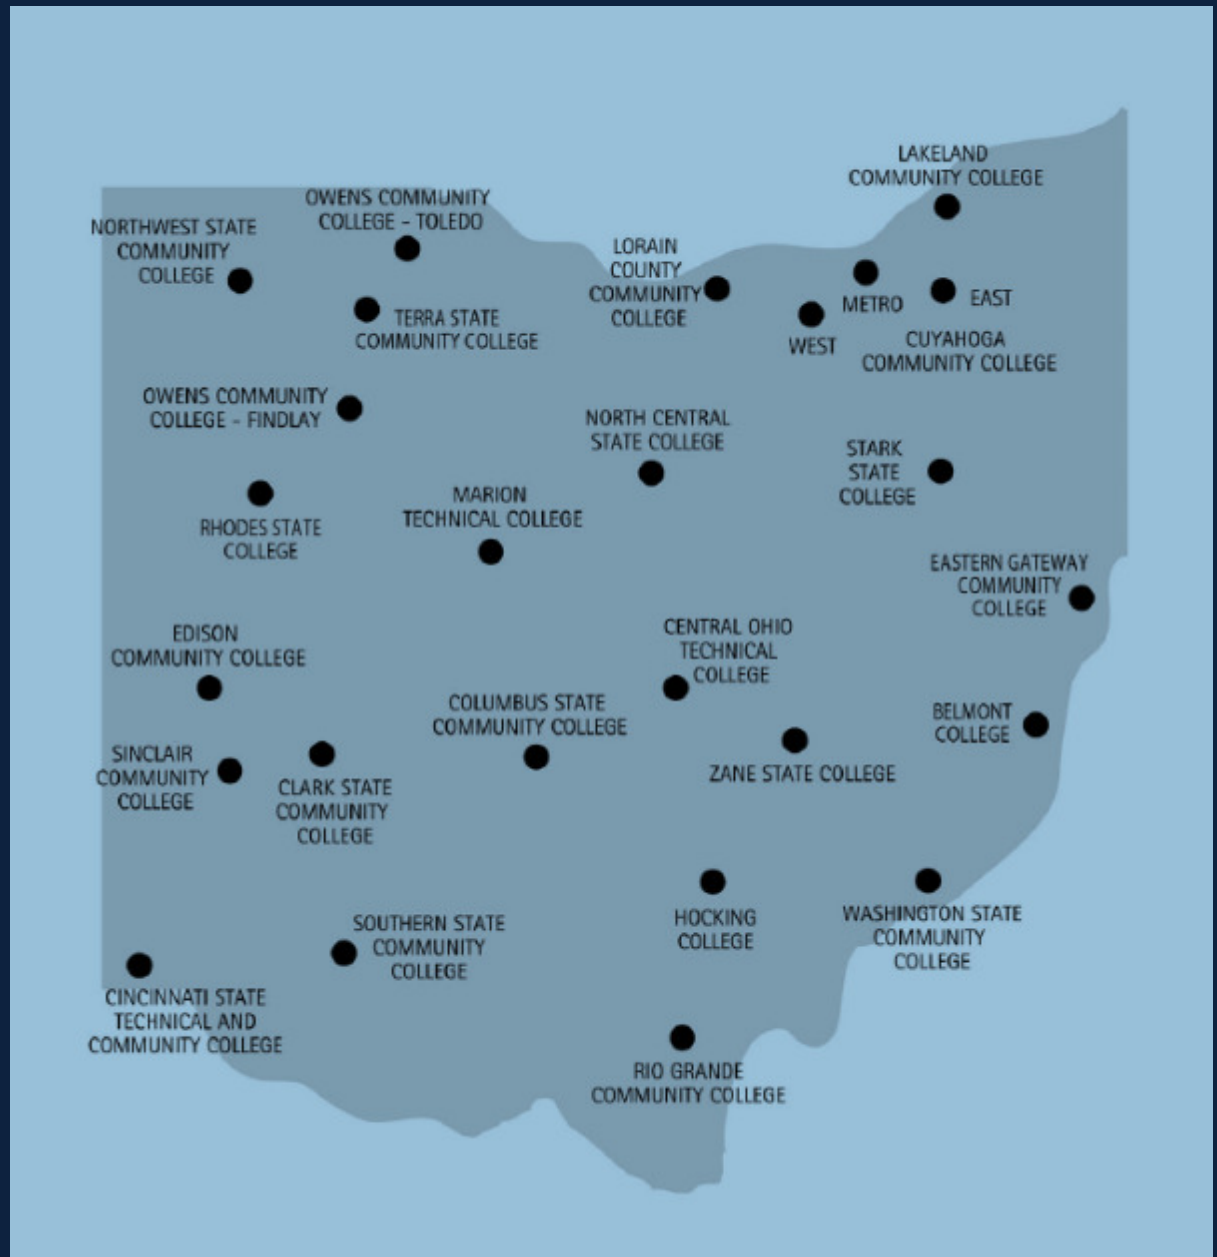 LAKELAND
COMMUNITY COLLEGE
OWENS COMMUNITY
COLLEGE – TOLEDO
NORTHWEST STATE
COMMUNITY
COLLEGE
LORAIN
COUNTY
COMMUNITY
COLLEGE
METRO
EAST
WEST
CUYAHOGA
COMMUNITY COLLEGE
TERRA STATE
COMMUNITY COLLEGE
OWENS COMMUNITY
COLLEGE – FINDLAY
NORTH CENTRAL
STATE COLLEGE
STARK
STATE
COLLEGE
MARION
TECHNICAL COLLEGE
RHODES STATE
COLLEGE
EASTERN GATEWAY
COMMUNITY
COLLEGE
EDISON
COMMUNITY COLLEGE
CENTRAL OHIO
TECHNICAL
COLLEGE
COLUMBUS STATE
COMMUNITY COLLEGE
BELMONT
COLLEGE
SINCLAIR
COMMUNITY
COLLEGE
CLARK STATE
COMMUNITY
COLLEGE
ZANE STATE COLLEGE
HOCKING
COLLEGE
WASHINGTON STATE
COMMUNITY
COLLEGE
SOUTHERN STATE
COMMUNITY
COLLEGE
CINCINNATI STATE
TECHNICAL AND
COMMUNITY COLLEGE
RIO GRANDE
COMMUNITY COLLEGE